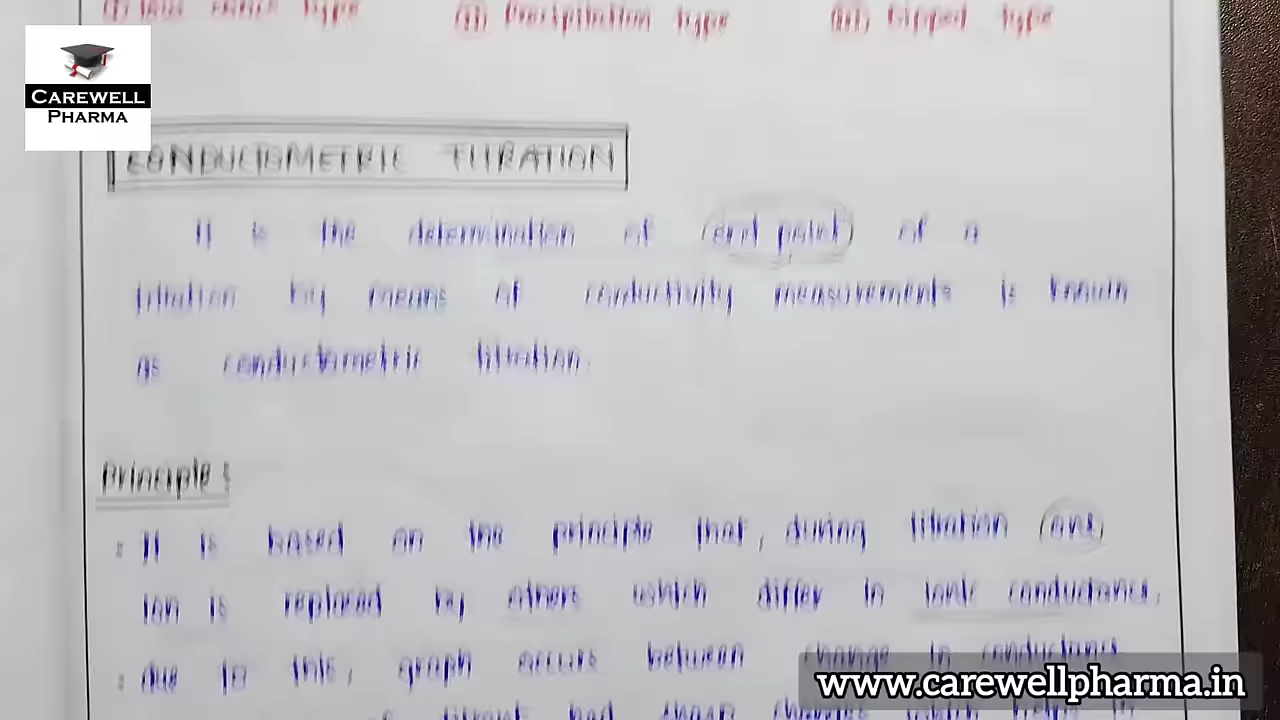 (ii) Precipitation type (iii) Dipped type
CAREWELL
PHARMA
CONDUCTOMETRIC TITRATION
It is the determination of (end point) of a
titration by means of conductivity measurements is known
as conductometric titration.
Principle :
: It is based on the principle that, during titration (one)
ion is replaced by others which differ in ionic conductance.
: due to this, graph occurs between change in conductance
www.carewellpharma.in